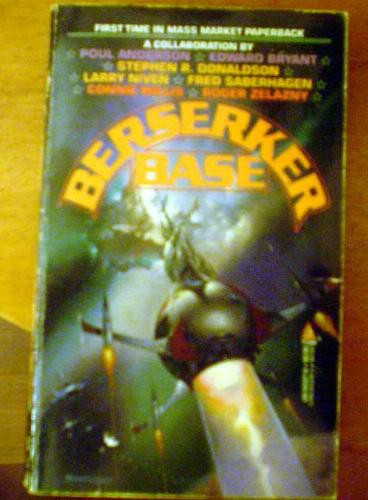 FIRST TIME IN MASS MARKET PAPERBACK
A COLLABORATION BY
☆ POUL ANDERSON ☆ EDWARD BRYANT ☆
☆ STEPHEN R. DONALDSON ☆
☆ LARRY NIVEN ☆ FRED SABERHAGEN ☆
☆ CONNIE WILLIS ☆ ROGER ZELAZNY ☆
BERSERKER
BASE